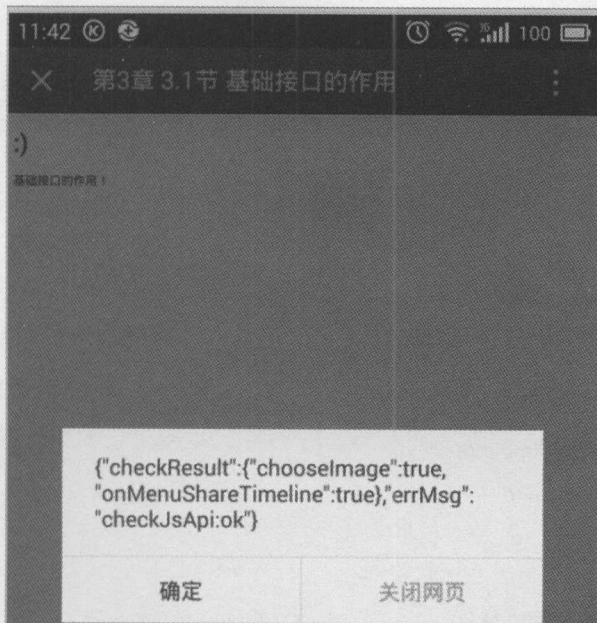 11:42 100
第3章 3.1节 基础接口的作用
:)
基础接口的作用！
{"checkResult":{"chooseImage":true,
"onMenuShareTimeline":true},"errMsg":
"checkJsApi:ok"}
确定 关闭网页